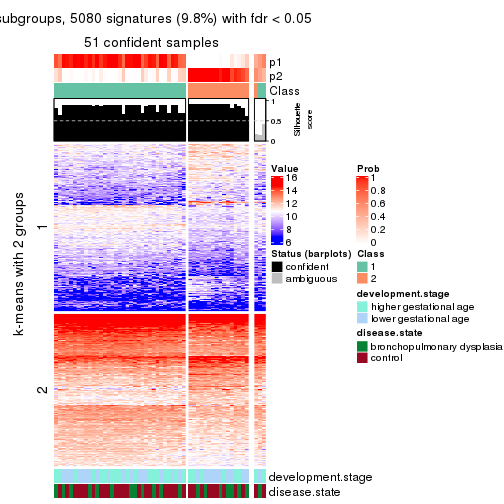 subgroups, 5080 signatures (9.8%) with fdr < 0.05
51 confident samples
p1
p2
Class
1
0.5
0
Silhouette
score
k-means with 2 groups
1
2
Value
16
14
12
10
8
6
Prob
1
0.8
0.6
0.4
0.2
0
Status (barplots)
confident
ambiguous
Class
1
2
development.stage
higher gestational age
lower gestational age
disease.state
bronchopulmonary dysplasia
control
development.stage
disease.state